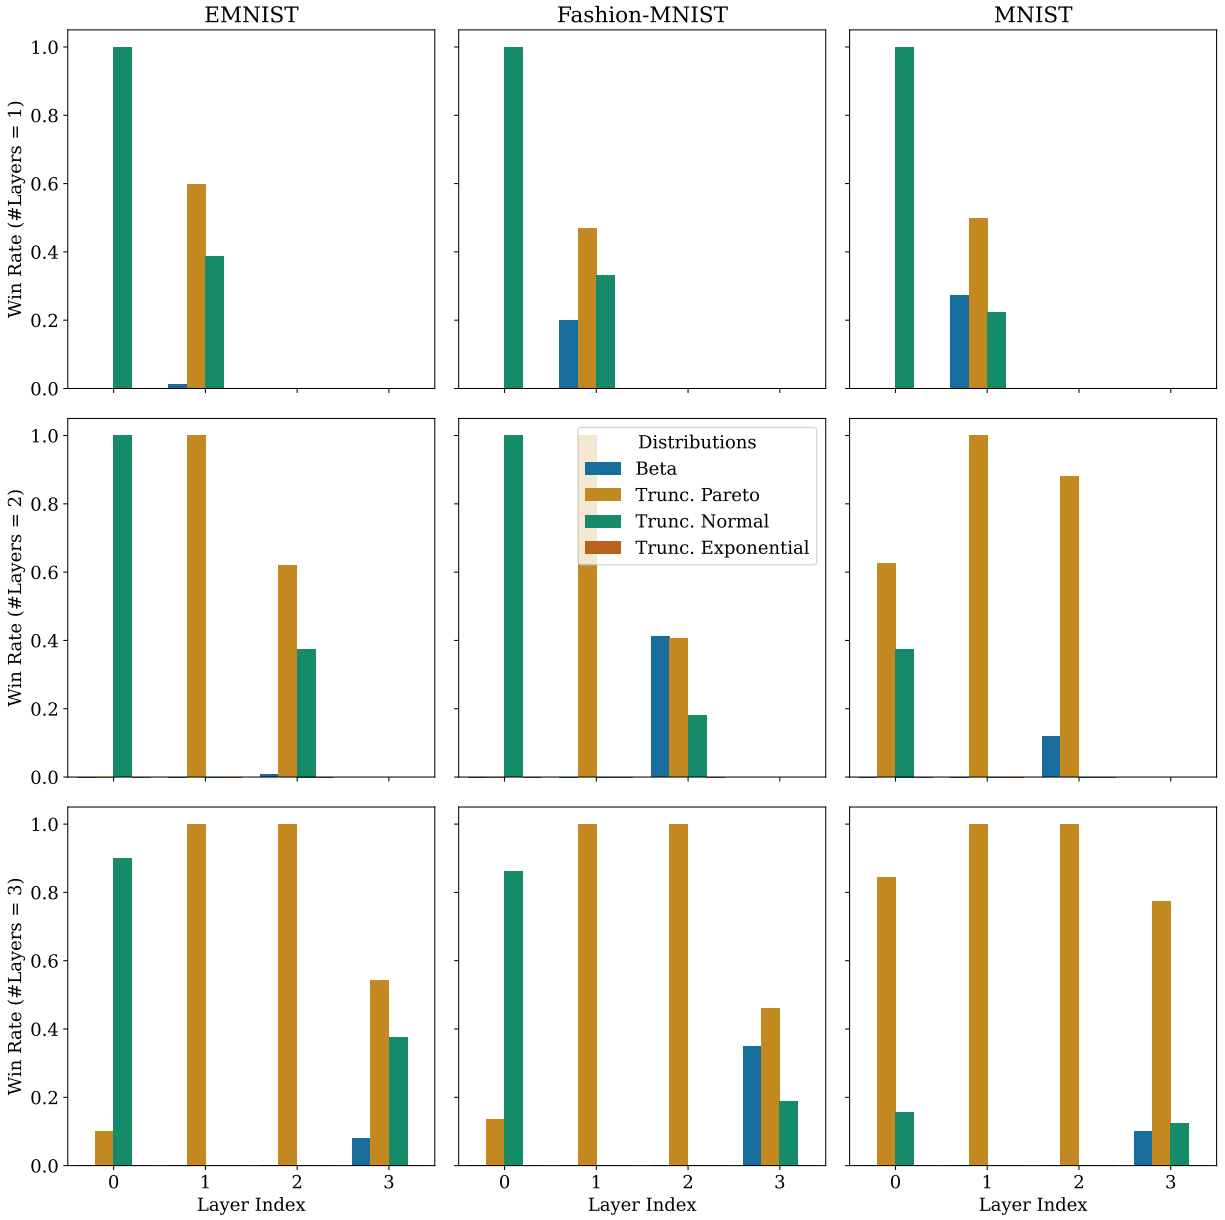 EMNIST
Fashion-MNIST
MNIST
Win Rate (#Layers = 1)
1.0
0.8
0.6
0.4
0.2
0.0
Win Rate (#Layers = 2)
1.0
0.8
0.6
0.4
0.2
0.0
Distributions
Beta
Trunc. Pareto
Trunc. Normal
Trunc. Exponential
Win Rate (#Layers = 3)
1.0
0.8
0.6
0.4
0.2
0.0
0 1 2 3
Layer Index
0 1 2 3
Layer Index
0 1 2 3
Layer Index